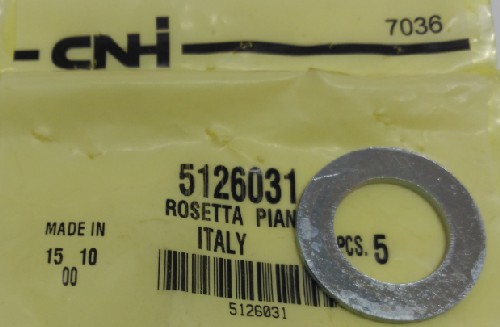 CNH 7036
5126031
ROSETTA PIAN
MADE IN ITALY PCS. 5
15 10
00
5126031